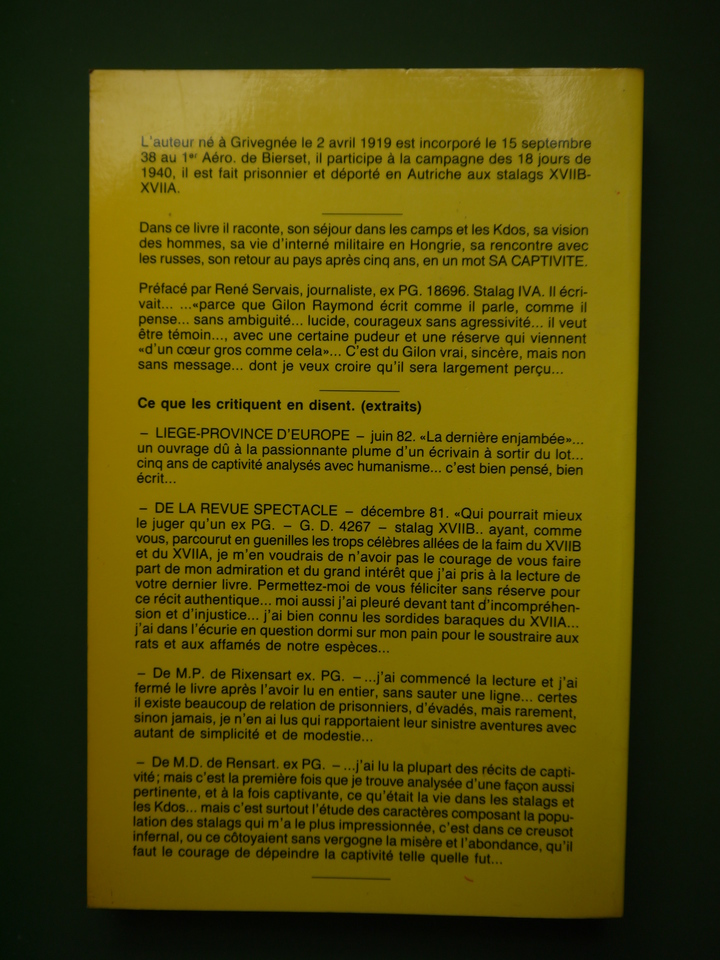 L'auteur né à Grivegnée le 2 avril 1919 est incorporé le 15 septembre
38 au 1er Aéro. de Bierset, il participe à la campagne des 18 jours de
1940, il est fait prisonnier et déporté en Autriche aux stalags XVIIB-
XVIIA.
Dans ce livre il raconte, son séjour dans les camps et les Kdos, sa vision
des hommes, sa vie d'interné militaire en Hongrie, sa rencontre avec
les russes, son retour au pays après cinq ans, en un mot SA CAPTIVITE.
Préfacé par René Servais, journaliste, ex PG. 18696. Stalag IVA. Il écri-
vait... ...«parce que Gilon Raymond écrit comme il parle, comme il
pense... sans ambiguité... lucide, courageux sans agressivité... il veut
être témoin..., avec une certaine pudeur et une réserve qui viennent
«d'un cœur gros comme cela»... C'est du Gilon vrai, sincère, mais non
sans message... dont je veux croire qu'il sera largement perçu...
Ce que les critiquent en disent. (extraits)
– LIEGE-PROVINCE D'EUROPE – juin 82. «La dernière enjambée»...
un ouvrage dû à la passionnante plume d'un écrivain à sortir du lot...
cinq ans de captivité analysés avec humanisme... c'est bien pensé, bien
écrit...
– DE LA REVUE SPECTACLE – décembre 81. «Qui pourrait mieux
le juger qu'un ex PG. – G. D. 4267 – stalag XVIIB.. ayant, comme
vous, parcourut en guenilles les trops célèbres allées de la faim du XVIIB
et du XVIIA, je m'en voudrais de n'avoir pas le courage de vous faire
part de mon admiration et du grand intérêt que j'ai pris à la lecture de
votre dernier livre. Permettez-moi de vous féliciter sans réserve pour
ce récit authentique... moi aussi j'ai pleuré devant tant d'incompréhen-
sion et d'injustice... j'ai bien connu les sordides baraques du XVIIA...
j'ai dans l'écurie en question dormi sur mon pain pour le soustraire aux
rats et aux affamés de notre espèces...
– De M.P. de Rixensart ex. PG. – ...j'ai commencé la lecture et j'ai
fermé le livre après l'avoir lu en entier, sans sauter une ligne... certes
il existe beaucoup de relation de prisonniers, d'évadés, mais rarement,
sinon jamais, je n'en ai lus qui rapportaient leur sinistre aventures avec
autant de simplicité et de modestie...
– De M.D. de Rensart. ex PG. – ...j'ai lu la plupart des récits de capti-
vité; mais c'est la première fois que je trouve analysée d'une façon aussi
pertinente, et à la fois captivante, ce qu'était la vie dans les stalags et
les Kdos... mais c'est surtout l'étude des caractères composant la popu-
lation des stalags qui m'a le plus impressionnée, c'est dans ce creusot
infernal, ou ce côtoyaient sans vergogne la misère et l'abondance, qu'il
faut le courage de dépeindre la captivité telle quelle fut...